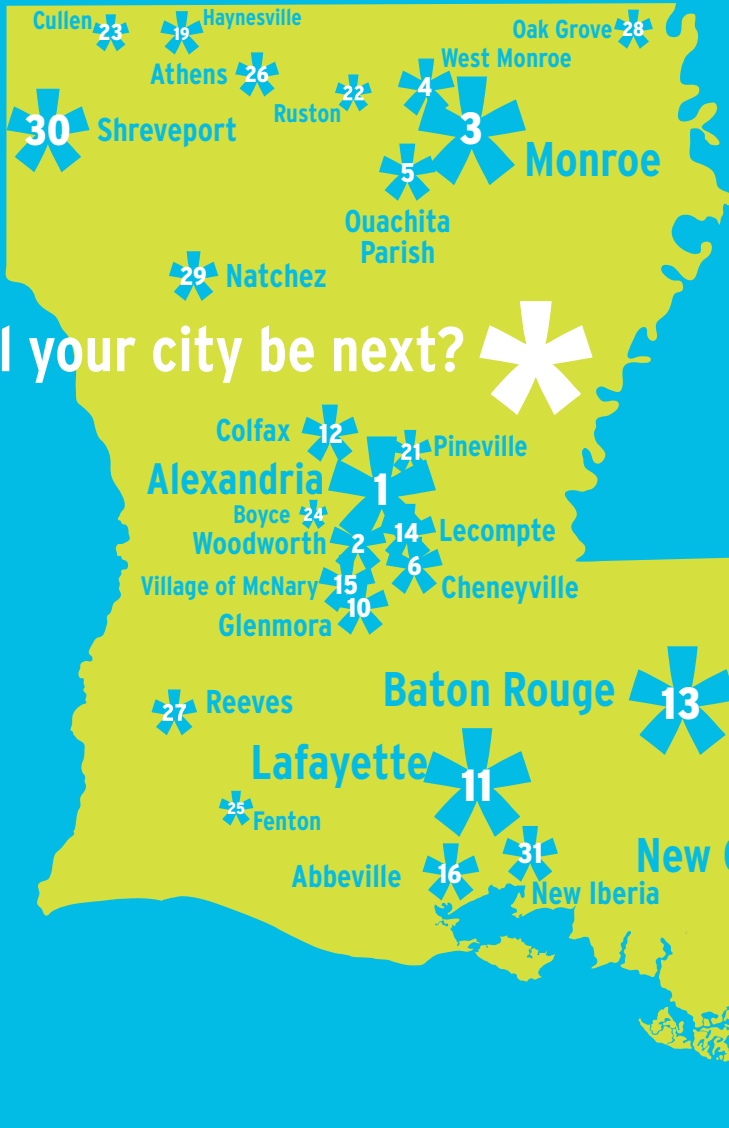 Cullen 23
19 Haynesville
Oak Grove 28
Athens 26
22
Ruston
4 West Monroe
30 Shreveport
3 Monroe
5
Ouachita
Parish
29 Natchez
your city be next?
Colfax 12
21 Pineville
Alexandria 1
Boyce 24
14 Lecompte
Woodworth 2
6 Cheneyville
Village of McNary 15
10
Glenmora
Baton Rouge 13
27 Reeves
Lafayette 11
25 Fenton
New
Abbeville 16
31 New Iberia